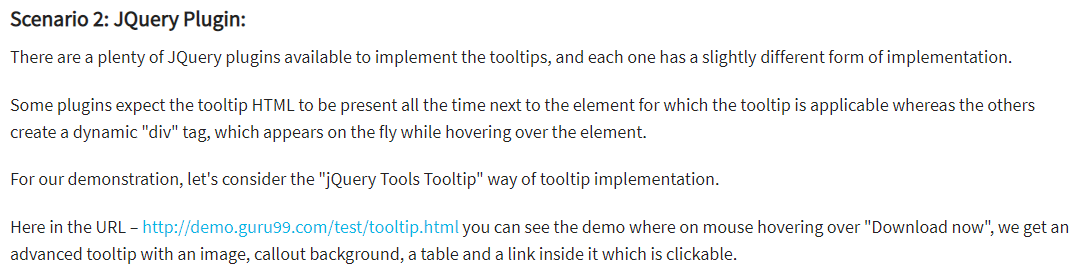 Scenario 2: JQuery Plugin:
There are a plenty of JQuery plugins available to implement the tooltips, and each one has a slightly different form of implementation.
Some plugins expect the tooltip HTML to be present all the time next to the element for which the tooltip is applicable whereas the others
create a dynamic "div" tag, which appears on the fly while hovering over the element.
For our demonstration, let's consider the "jQuery Tools Tooltip" way of tooltip implementation.
Here in the URL – http://demo.guru99.com/test/tooltip.html you can see the demo where on mouse hovering over "Download now", we get an
advanced tooltip with an image, callout background, a table and a link inside it which is clickable.